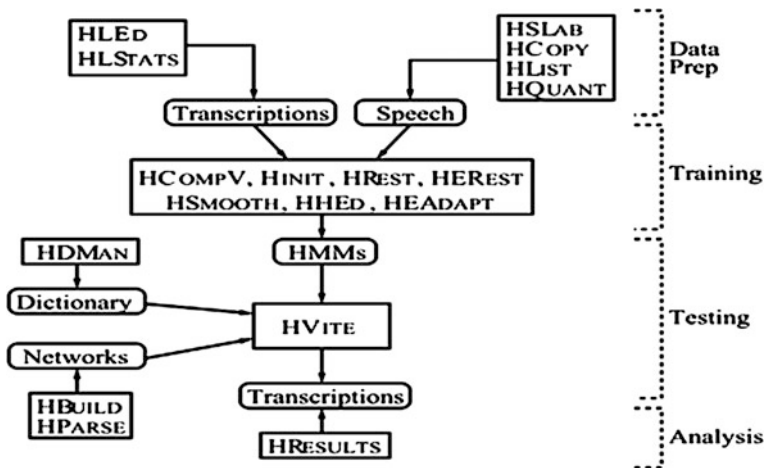 HLEd
HLStats
HSLab
HCopy
HList
HQuant
Data
Prep
Transcriptions
Speech
Training
HCompV, HInit, HRest, HERest
HSmooth, HHEd, HEAdapt
HDMan
HMMs
Dictionary
HVite
Testing
Networks
Transcriptions
HBuild
HParse
HResults
Analysis